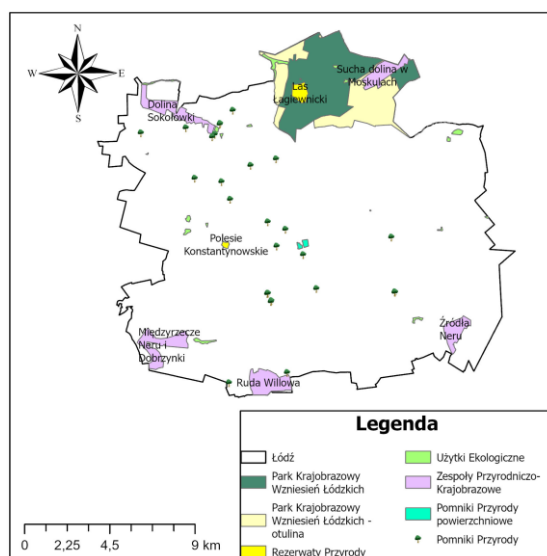 N
W
E
S
Sucha dolina w
Moskulach
Las
Łagiewnicki
Dolina
Sokołówki
Polesie
Konstantynowskie
Międzyrzecze
Neru i
Dobrzynki
Źródła
Neru
Ruda Willowa
Legenda
Łódź
Park Krajobrazowy
Wzniesień Łódzkich
Park Krajobrazowy
Wzniesień Łódzkich -
otulina
Rezerwaty Przyrody
Użytki Ekologiczne
Zespoły Przyrodniczo-
Krajobrazowe
Pomniki Przyrody
powierzchniowe
Pomniki Przyrody
0 2,25 4,5 9 km